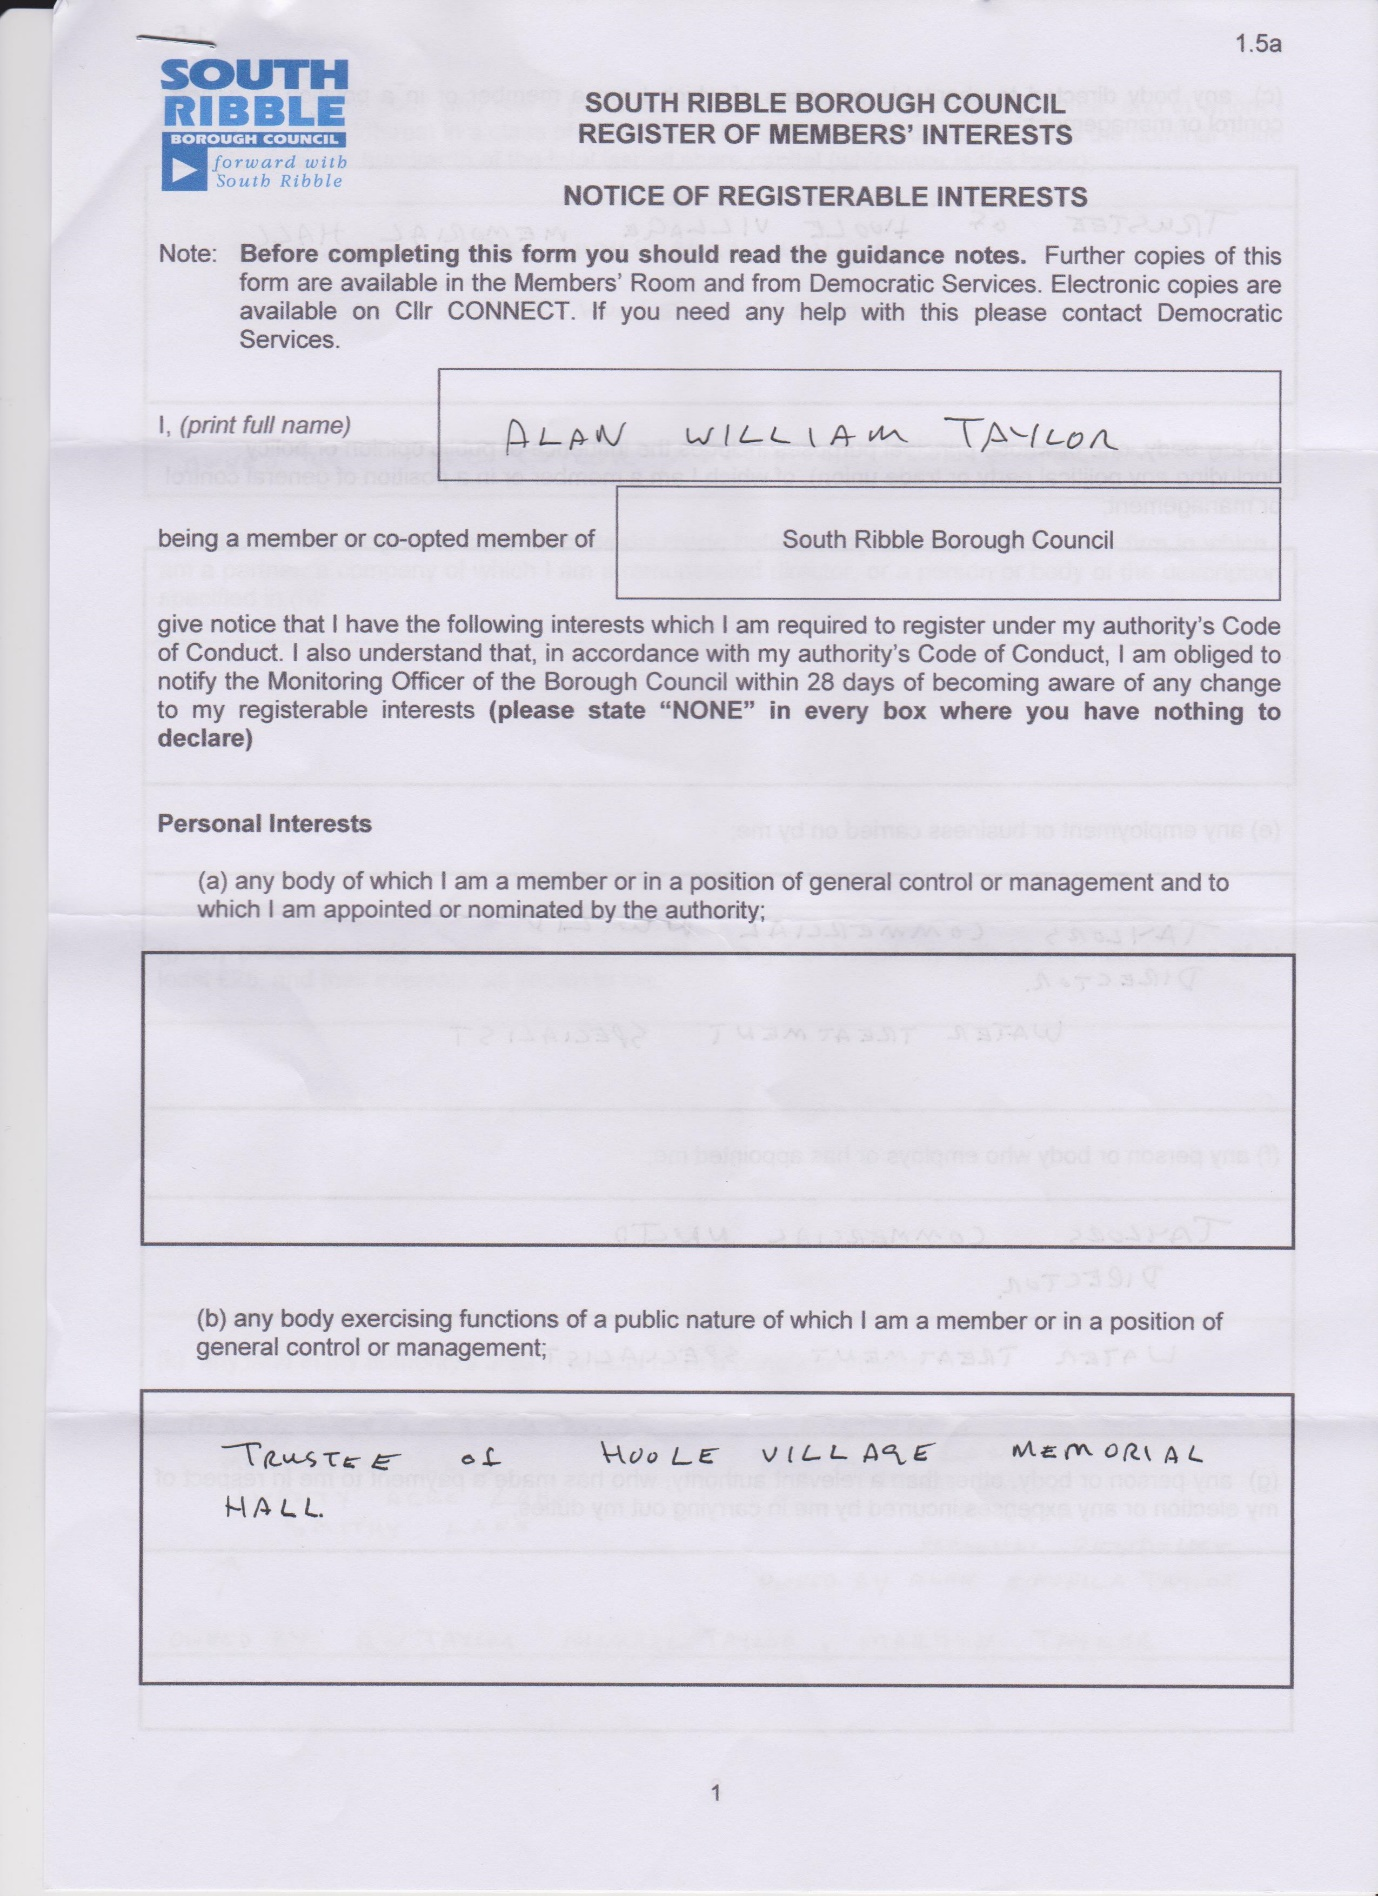 1.5a
SOUTH
RIBBLE
BOROUGH COUNCIL
forward with
South Ribble
SOUTH RIBBLE BOROUGH COUNCIL
REGISTER OF MEMBERS' INTERESTS
NOTICE OF REGISTERABLE INTERESTS
Note: Before completing this form you should read the guidance notes. Further copies of this
form are available in the Members' Room and from Democratic Services. Electronic copies are
available on Cllr CONNECT. If you need any help with this please contact Democratic
Services.
I, (print full name)
ALAN WILLIAM TAYLOR
being a member or co-opted member of
South Ribble Borough Council
give notice that I have the following interests which I am required to register under my authority's Code
of Conduct. I also understand that, in accordance with my authority's Code of Conduct, I am obliged to
notify the Monitoring Officer of the Borough Council within 28 days of becoming aware of any change
to my registerable interests (please state "NONE" in every box where you have nothing to
declare)
Personal Interests
(a) any body of which I am a member or in a position of general control or management and to
which I am appointed or nominated by the authority;
(b) any body exercising functions of a public nature of which I am a member or in a position of
general control or management;
TRUSTEE of HOOLE VILLAGE MEMORIAL
HALL.
1